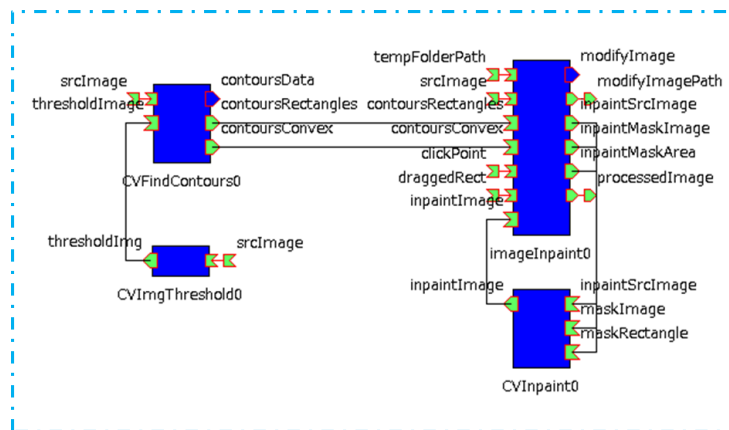 srcImage
thresholdImage
contoursData
contoursRectangles
contoursConvex
CVFindContours0
thresholdImg
srcImage
CVImgThreshold0
tempFolderPath
srcImage
contoursRectangles
contoursConvex
clickPoint
draggedRect
inpaintImage
modifyImage
modifyImagePath
inpaintSrcImage
inpaintMaskImage
inpaintMaskArea
processedImage
imageInpaint0
inpaintImage
inpaintSrcImage
maskImage
maskRectangle
CVInpaint0